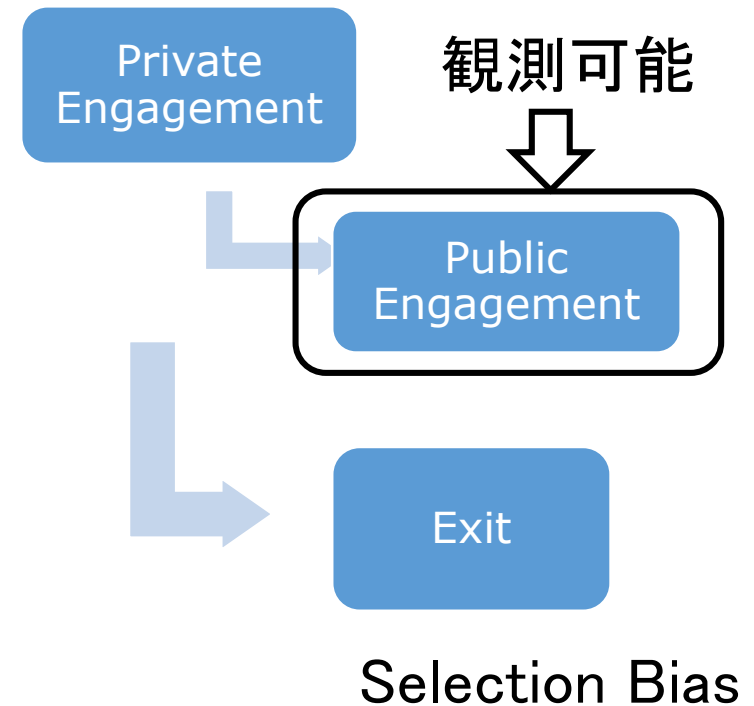 Private
Engagement
観測可能
Public
Engagement
Exit
Selection Bias